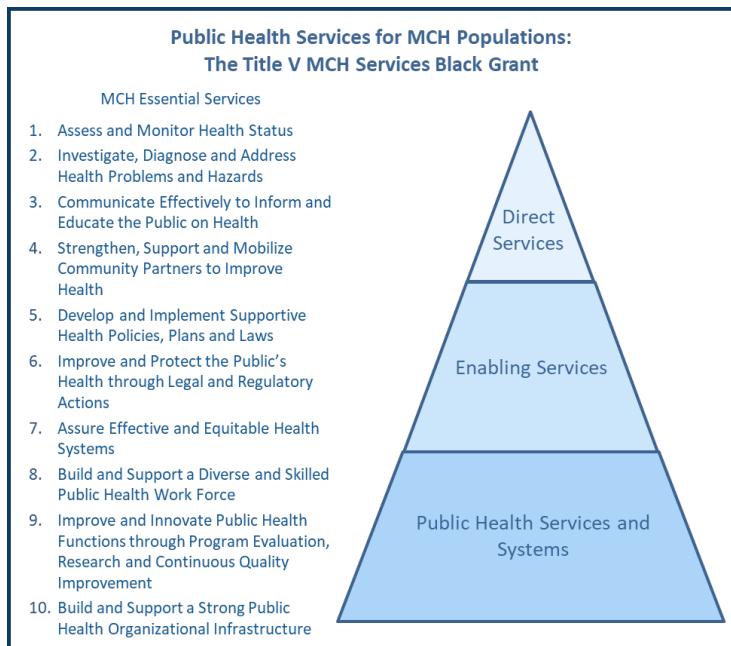 Public Health Services for MCH Populations:
The Title V MCH Services Black Grant
MCH Essential Services
1. Assess and Monitor Health Status
2. Investigate, Diagnose and Address
Health Problems and Hazards
3. Communicate Effectively to Inform and
Educate the Public on Health
4. Strengthen, Support and Mobilize
Community Partners to Improve
Health
5. Develop and Implement Supportive
Health Policies, Plans and Laws
6. Improve and Protect the Public's
Health through Legal and Regulatory
Actions
7. Assure Effective and Equitable Health
Systems
8. Build and Support a Diverse and Skilled
Public Health Work Force
9. Improve and Innovate Public Health
Functions through Program Evaluation,
Research and Continuous Quality
Improvement
10. Build and Support a Strong Public
Health Organizational Infrastructure
Direct
Services
Enabling Services
Public Health Services and
Systems